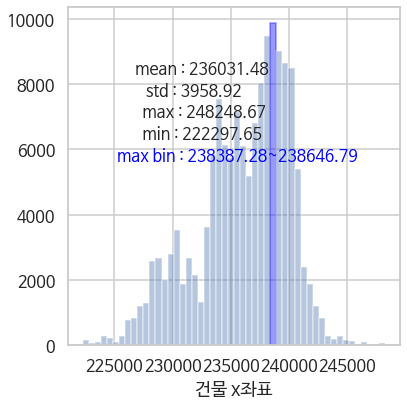 10000
8000
6000
4000
2000
0
mean : 236031.48
std : 3958.92
max : 248248.67
min : 222297.65
max bin : 238387.28~238646.79
225000 230000 235000 240000 245000
건물 X좌표